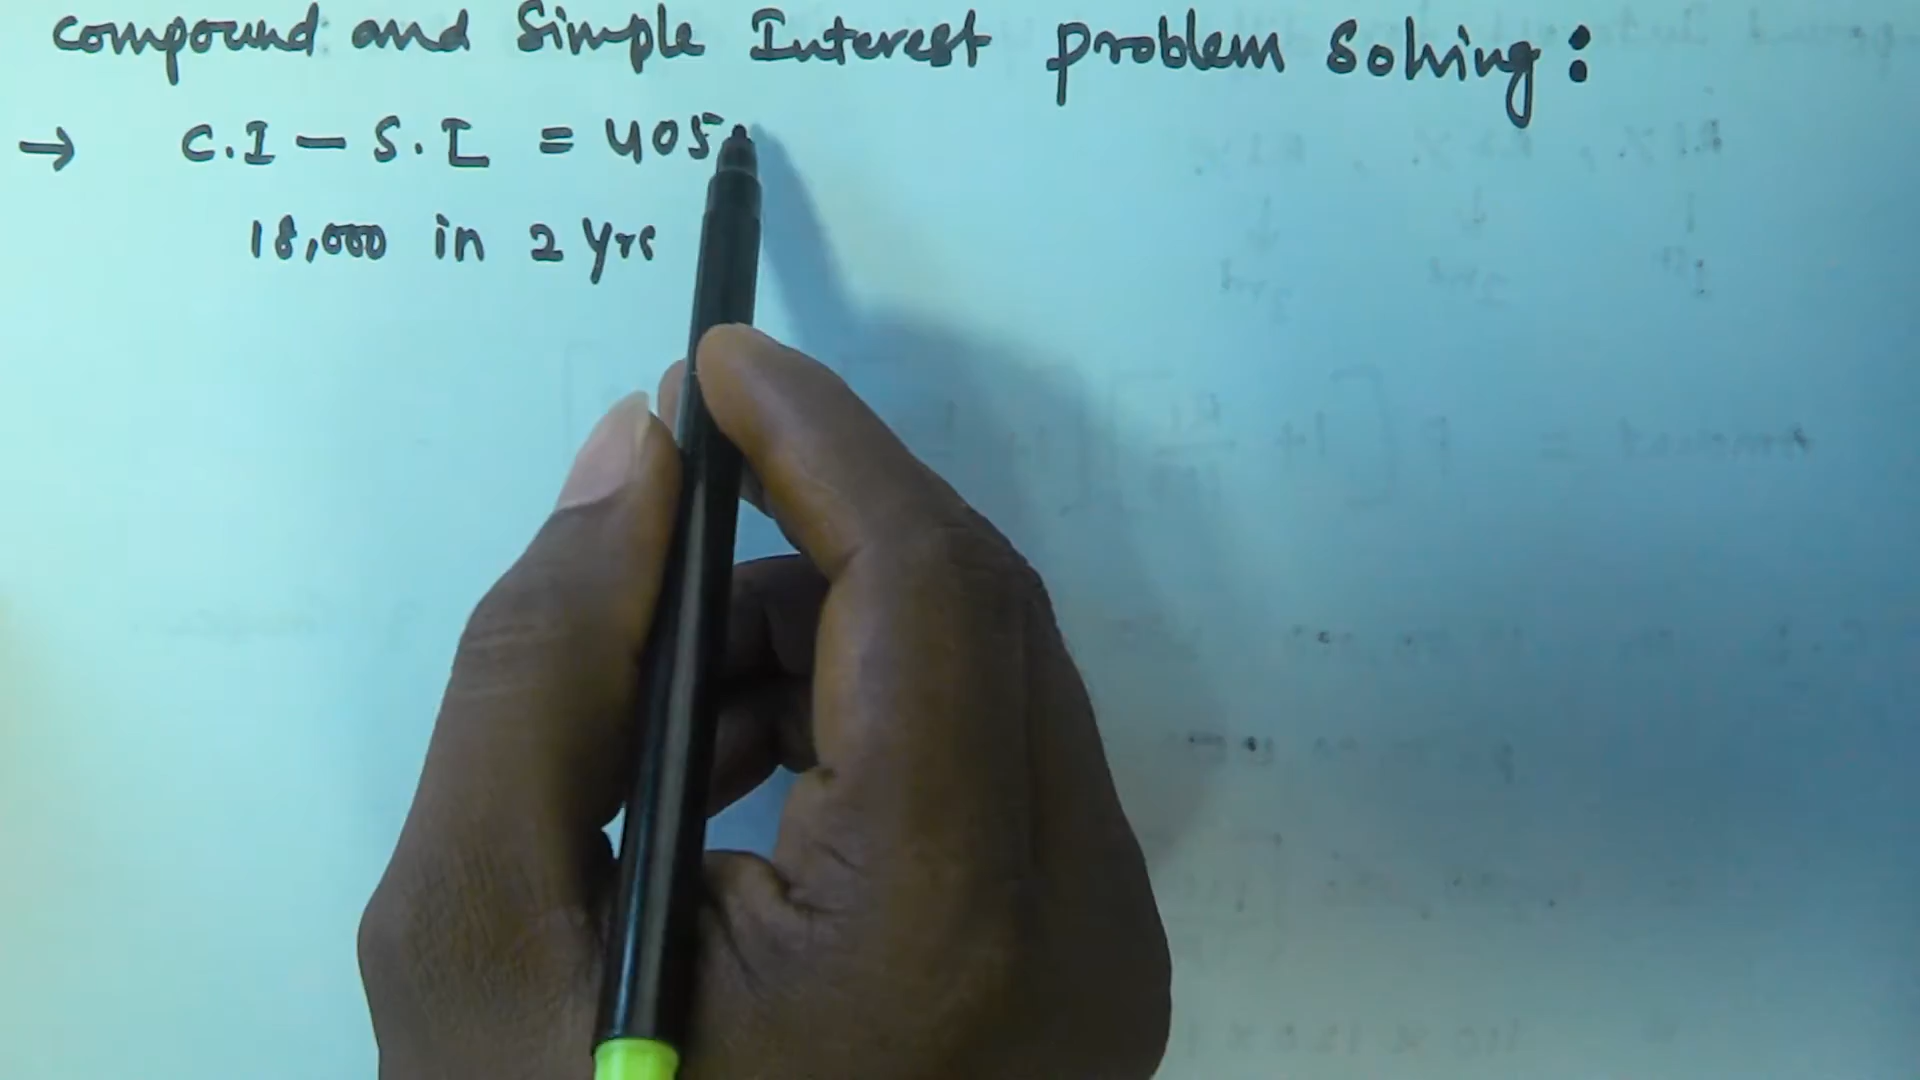 compound and Simple Interest problem Solving:
→ C.I – S.I = 405
18,000 in 2 Yrs